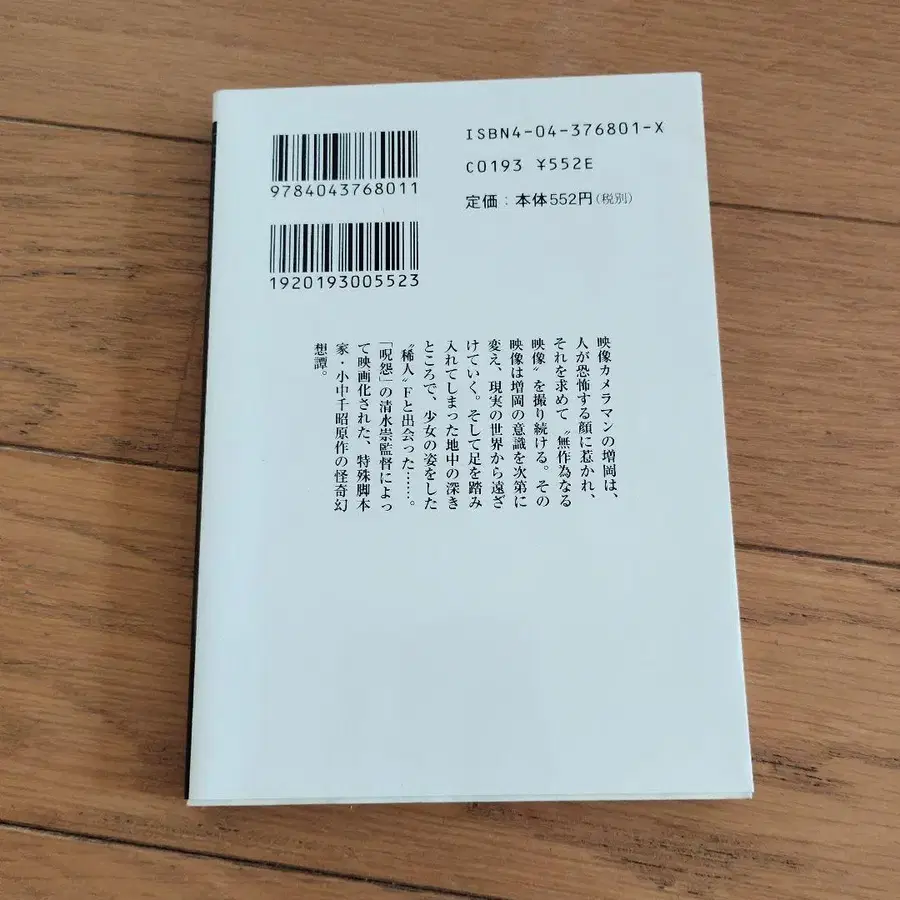 ISBN4-04-376801-X
C0193 ¥552E
定価：本体552円(税別)
9784043768011
1920193005523
映像カメラマンの増岡は、
人が恐怖する顔に惹かれ、
それを求めて〝無作為なる
映像〟を撮り続ける。その
映像は増岡の意識を次第に
変え、現実の世界から遠ざ
けていく。そして足を踏み
入れてしまった地中の深き
ところで、少女の姿をした
〝稀人〟Fと出会った……。
「呪怨」の清水崇監督によっ
て映画化された、特殊脚本
家・小中千昭原作の怪奇幻
想譚。